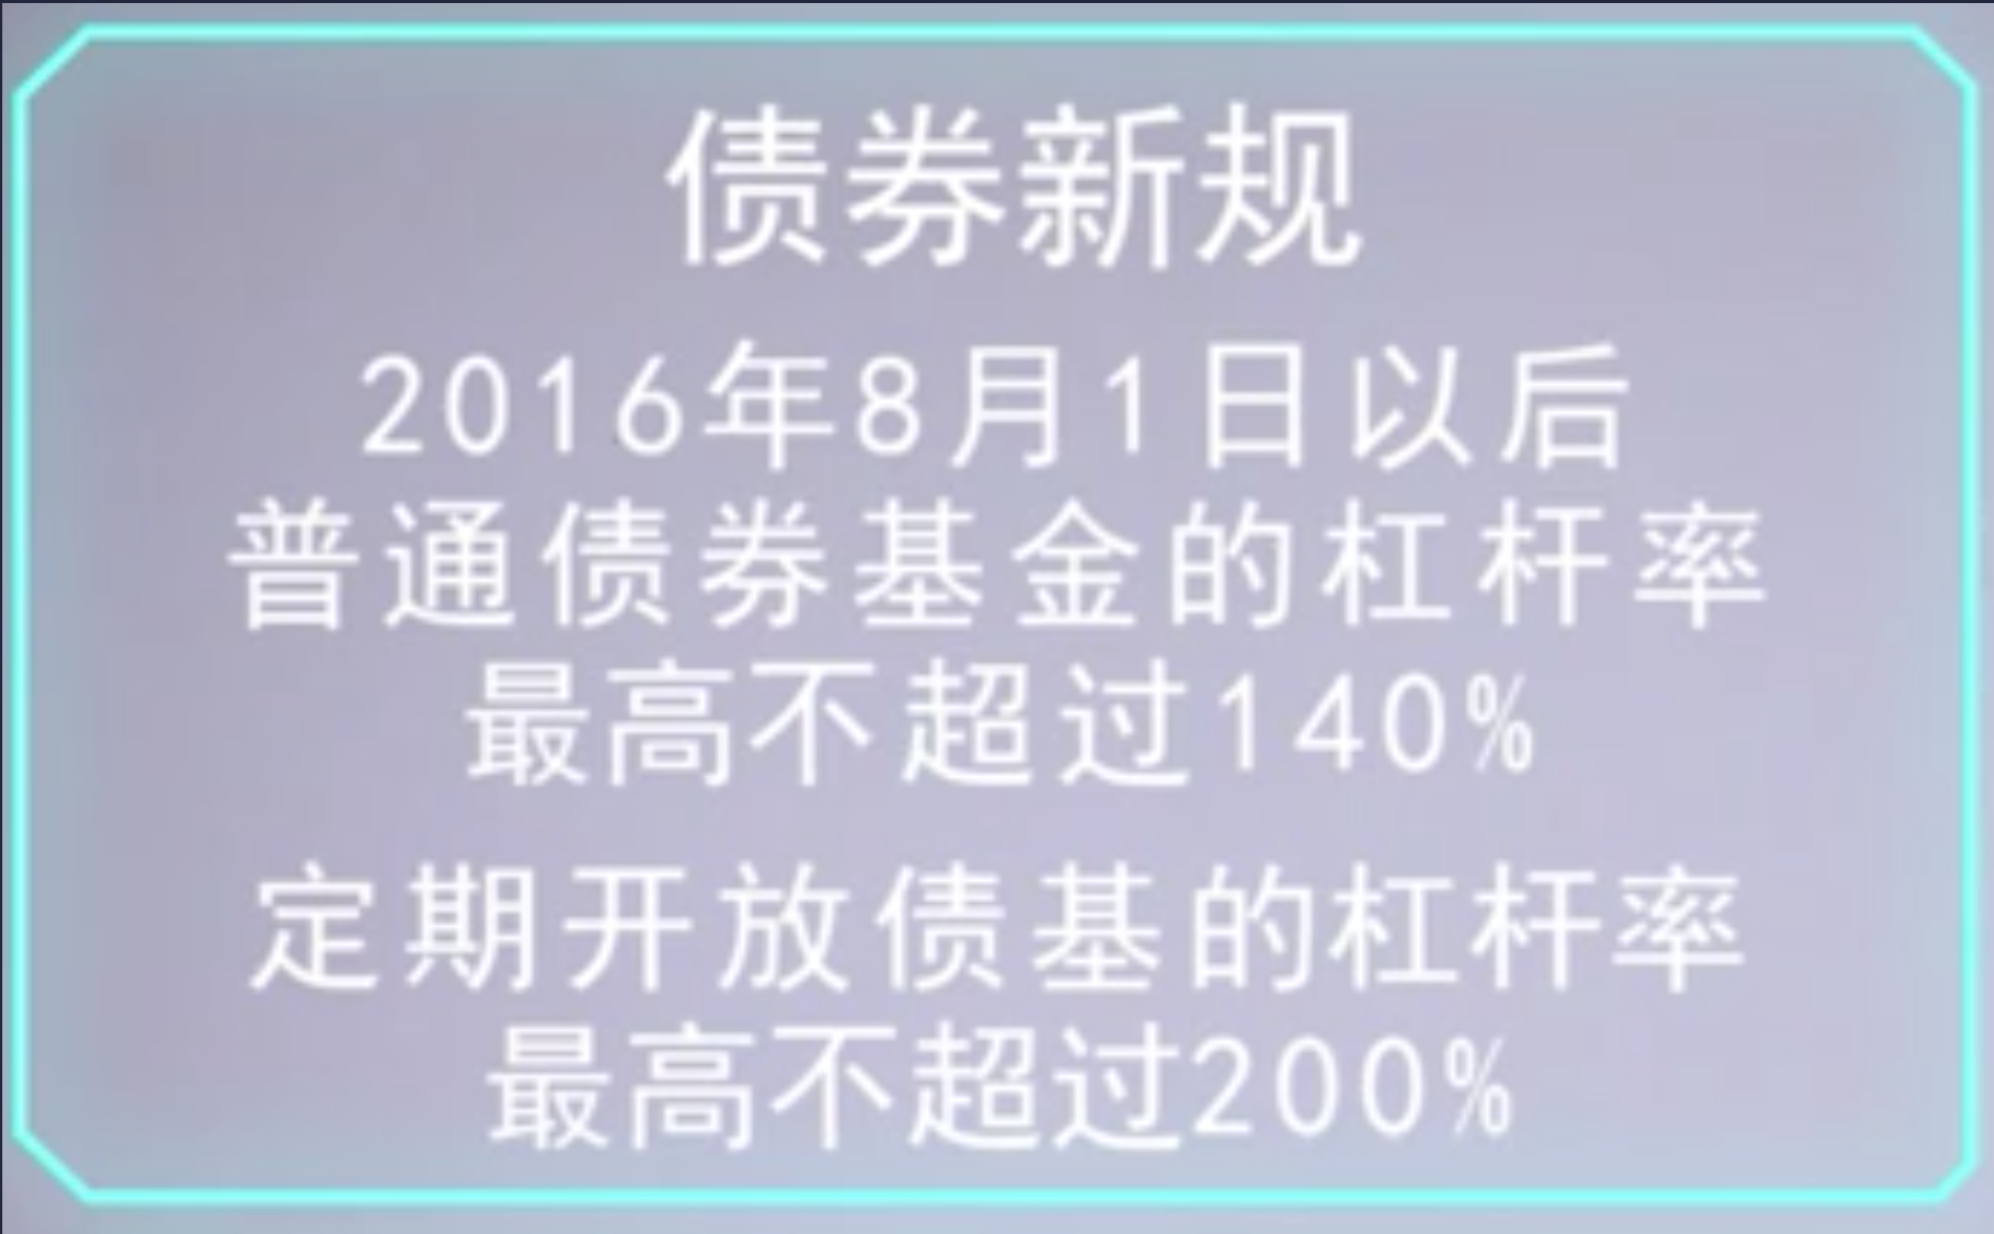 债券新规
2016年8月1日以后
普通债券基金的杠杆率
最高不超过140%
定期开放债基的杠杆率
最高不超过200%